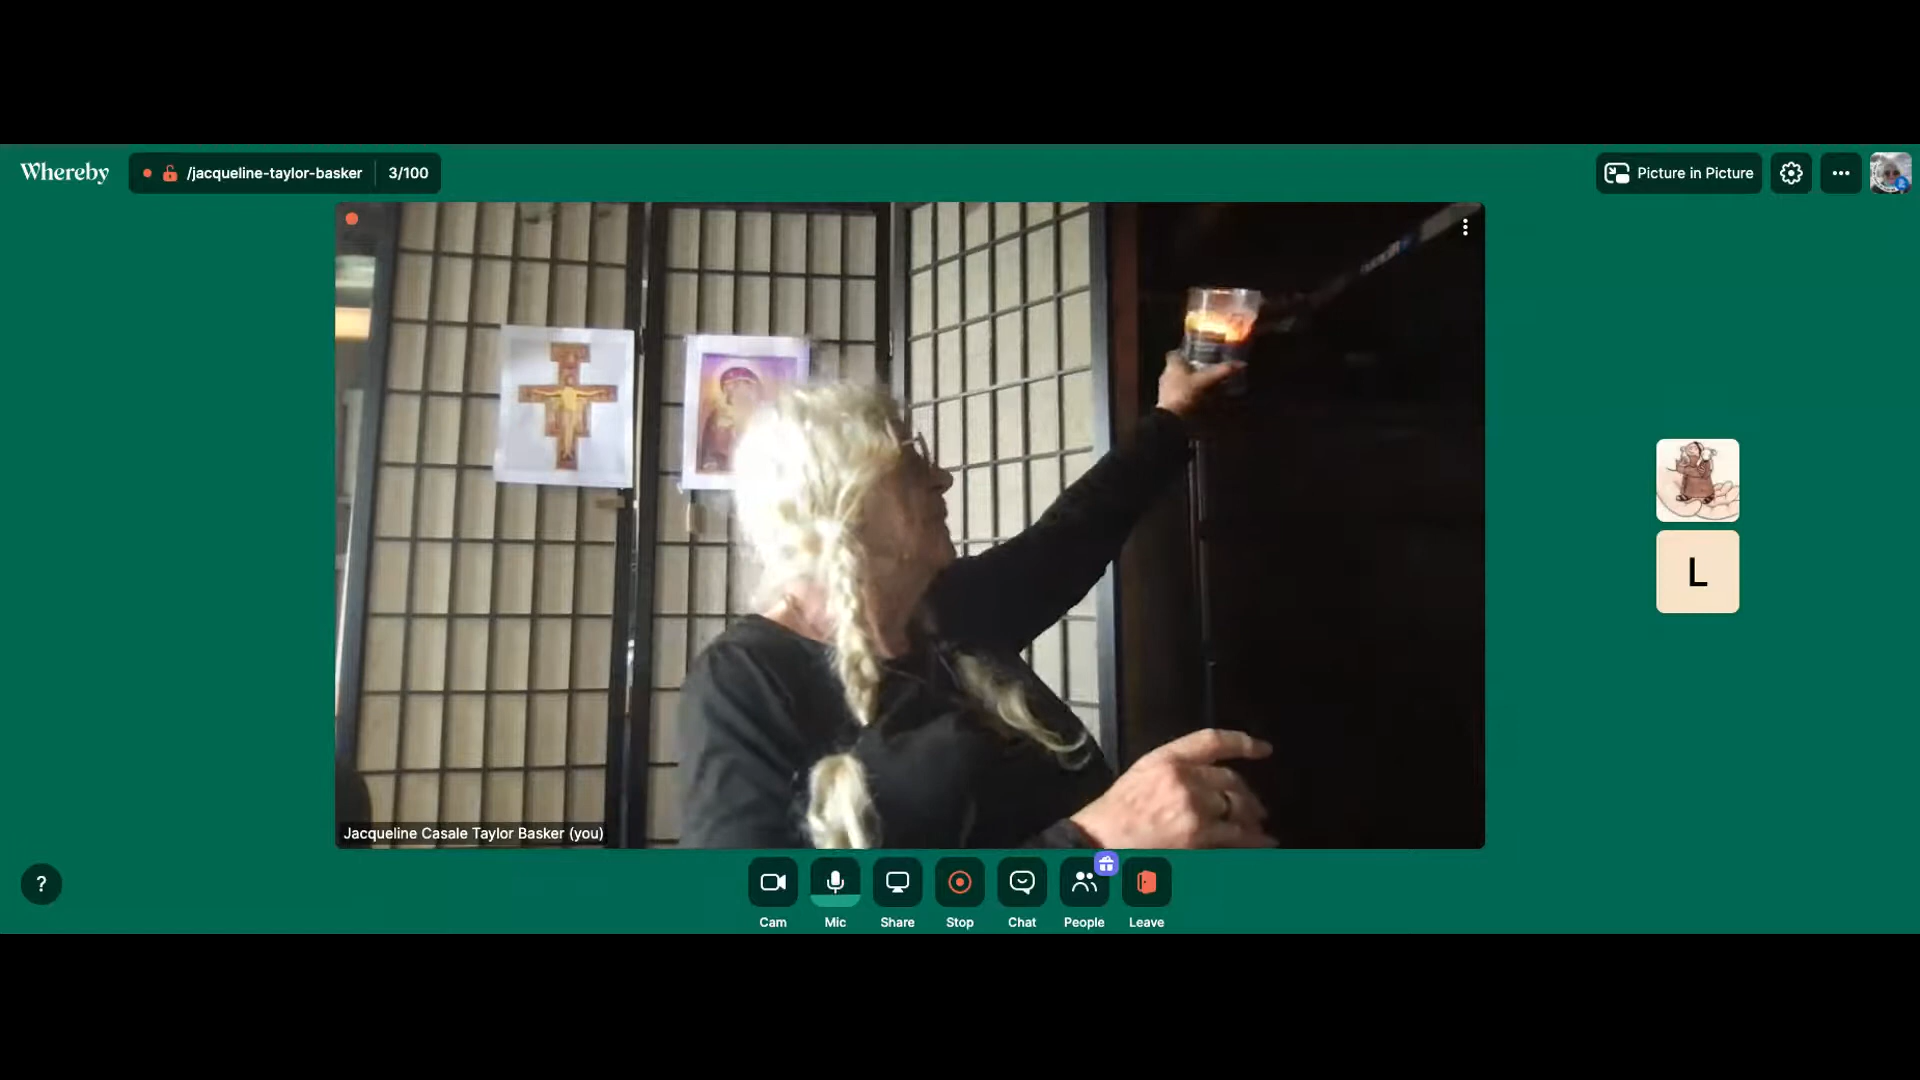 Whereby
/jacqueline-taylor-basker 3/100
Picture in Picture
L
Jacqueline Casale Taylor Basker (you)
?
Cam Mic Share Stop Chat People Leave